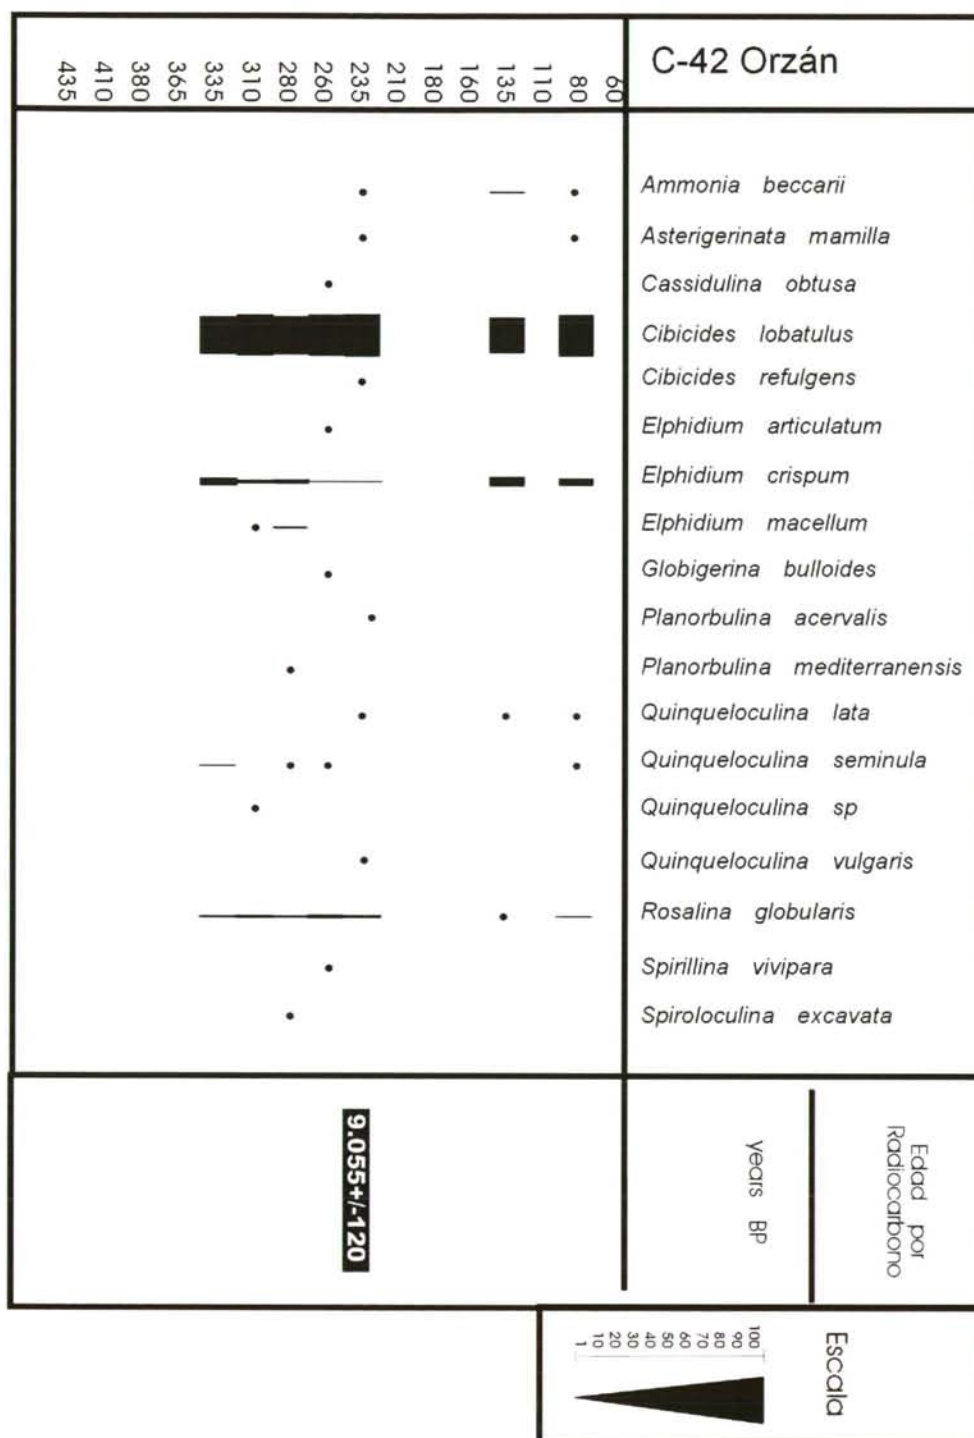 C-42 Orzán
60
80
110
135
160
180
210
235
260
280
310
335
365
380
410
435
Ammonia beccarii
Asterigerinata mamilla
Cassidulina obtusa
Cibicides lobatulus
Cibicides refulgens
Elphidium articulatum
Elphidium crispum
Elphidium macellum
Globigerina bulloides
Planorbulina acervalis
Planorbulina mediterranensis
Quinqueloculina lata
Quinqueloculina seminula
Quinqueloculina sp
Quinqueloculina vulgaris
Rosalina globularis
Spirillina vivipara
Spiroloculina excavata
Edad por
Radiocarbono
years BP
9.055+/-120
Escala
100
90
80
70
60
50
40
30
20
10
1